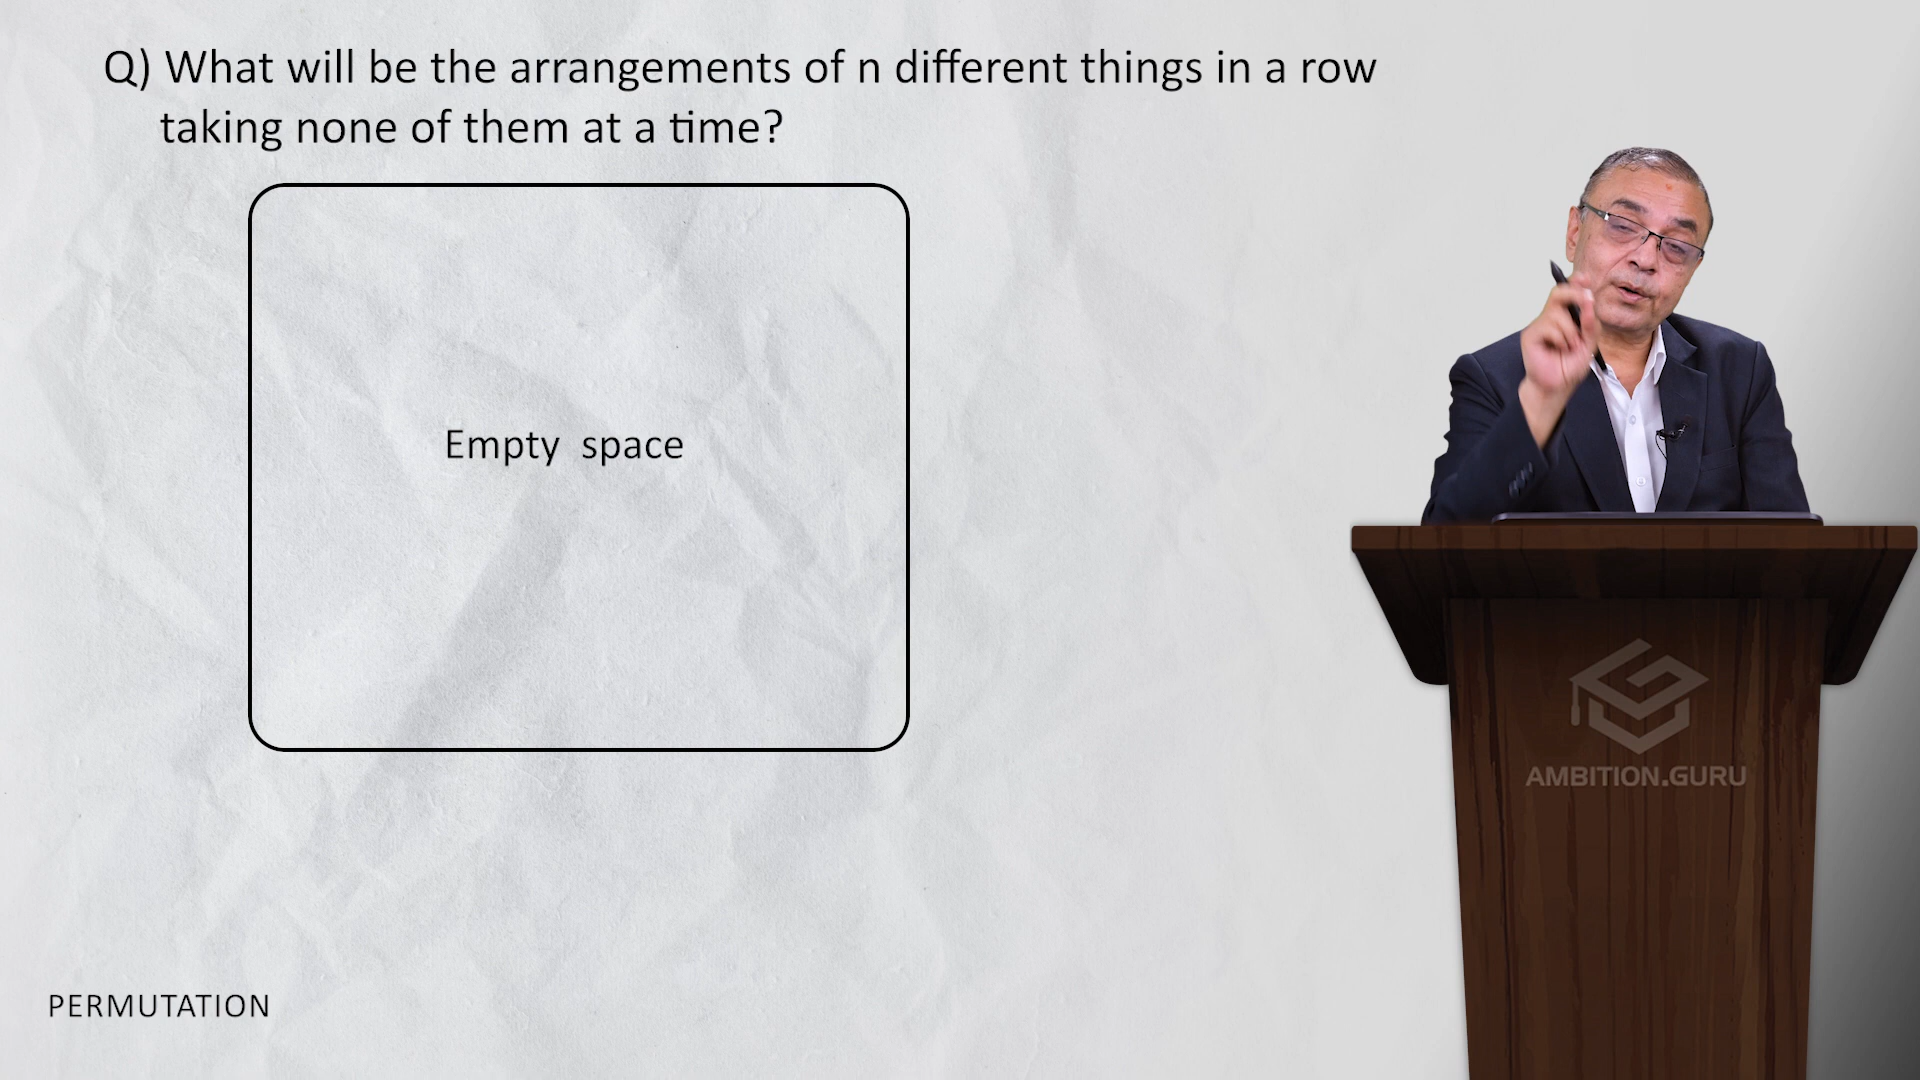 Q) What will be the arrangements of n different things in a row
taking none of them at a time?
Empty space
AMBITION.GURU
PERMUTATION